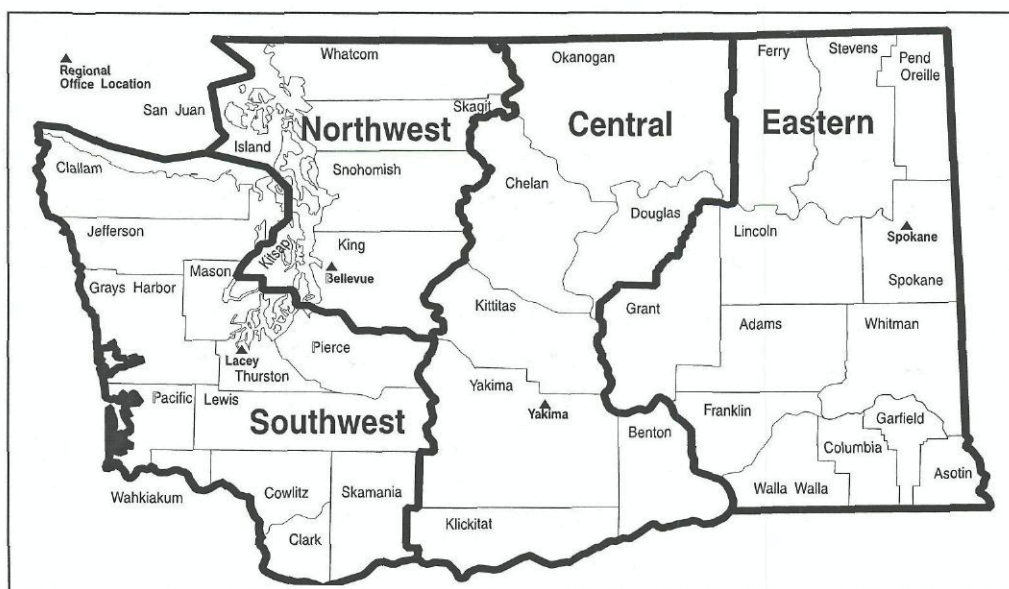 ▲
Regional
Office Location
San Juan
Whatcom
Skagit
Northwest
Island
Snohomish
King
▲
Bellevue
Kitsap
Okanogan
Central
Chelan
Douglas
Kittitas
Yakima
▲
Yakima
Benton
Klickitat
Ferry
Stevens
Pend
Oreille
Eastern
Lincoln
▲
Spokane
Spokane
Grant
Adams
Whitman
Franklin
Garfield
Columbia
Walla Walla
Asotin
Clallam
Jefferson
Mason
Grays Harbor
Pierce
▲
Lacey
Thurston
Pacific
Lewis
Southwest
Wahkiakum
Cowlitz
Skamania
Clark